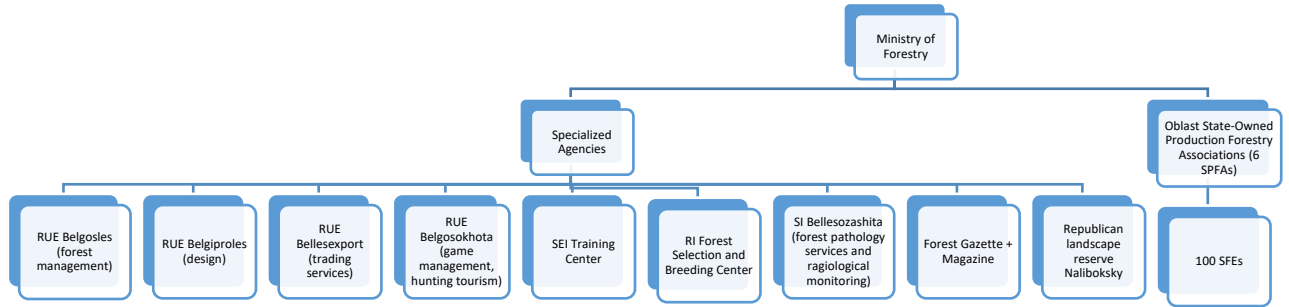 Ministry of
Forestry
Specialized
Agencies
Oblast State-Owned
Production Forestry
Associations (6
SPFAs)
RUE Belgosles
(forest
management)
RUE Belgiproles
(design)
RUE
Bellesexport
(trading
services)
RUE
Belgosokhota
(game
management,
hunting tourism)
SEI Training
Center
RI Forest
Selection and
Breeding Center
SI Bellesozashita
(forest pathology
services and
ragiological
monitoring)
Forest Gazette +
Magazine
Republican
landscape
reserve
Naliboksky
100 SFEs